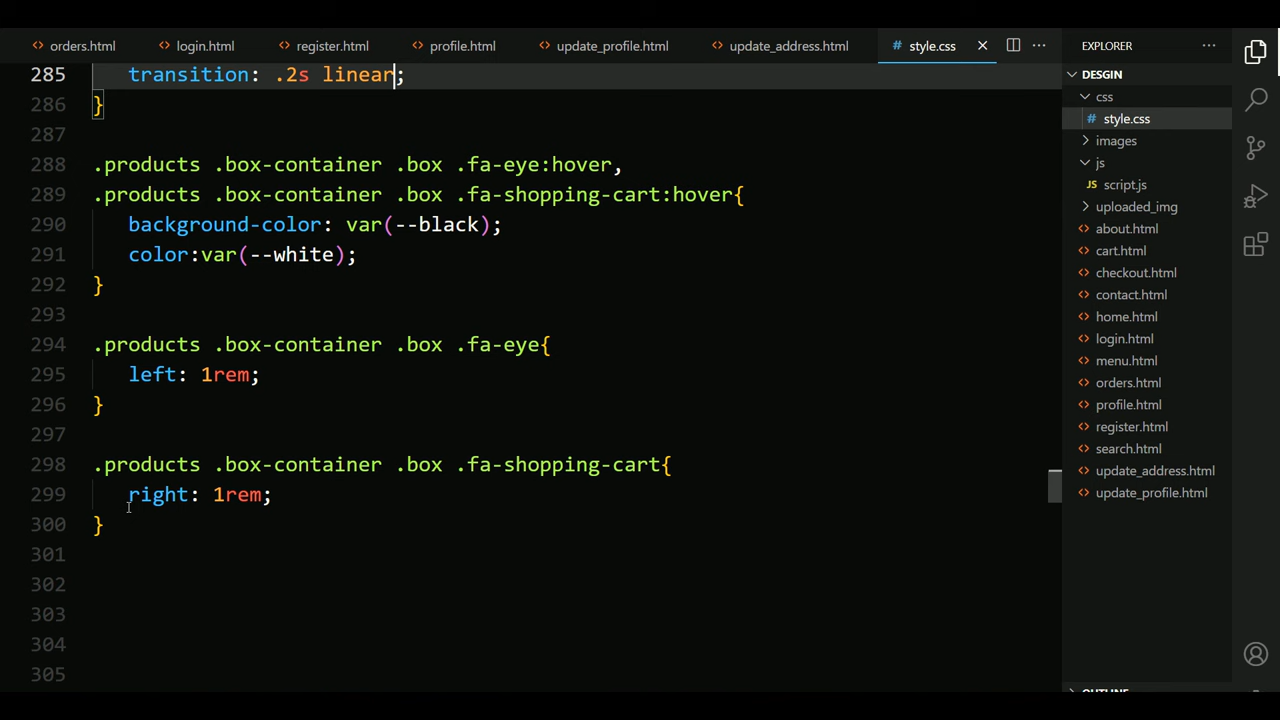 orders.html login.html register.html profile.html update_profile.html update_address.html # style.css EXPLORER
285 transition: .2s linear;
286 }
287
288 .products .box-container .box .fa-eye:hover,
289 .products .box-container .box .fa-shopping-cart:hover{
290 background-color: var(--black);
291 color:var(--white);
292 }
293
294 .products .box-container .box .fa-eye{
295 left: 1rem;
296 }
297
298 .products .box-container .box .fa-shopping-cart{
299 right: 1rem;
300 }
301
302
303
304
305
DESGIN
css
# style.css
images
js
JS script.js
uploaded_img
about.html
cart.html
checkout.html
contact.html
home.html
login.html
menu.html
orders.html
profile.html
register.html
search.html
update_address.html
update_profile.html
OUTLINE